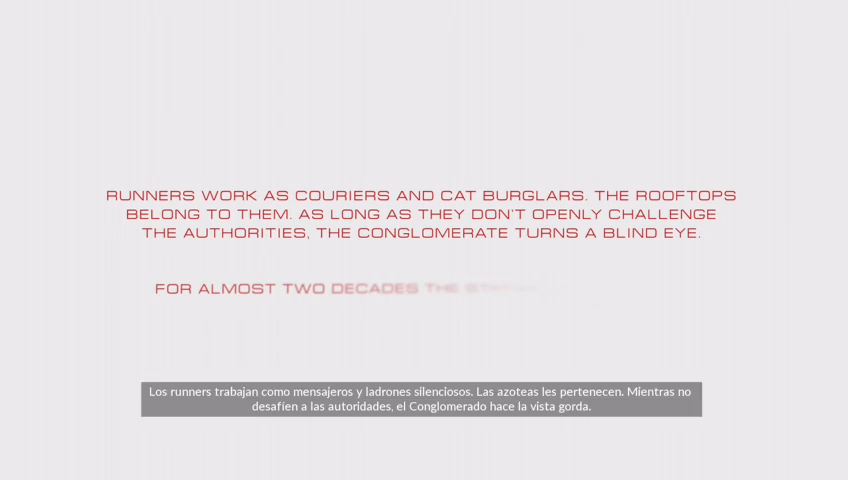 RUNNERS WORK AS COURIERS AND CAT BURGLARS. THE ROOFTOPS
BELONG TO THEM. AS LONG AS THEY DON'T OPENLY CHALLENGE
THE AUTHORITIES, THE CONGLOMERATE TURNS A BLIND EYE.
FOR ALMOST TWO DECADES THE
Los runners trabajan como mensajeros y ladrones silenciosos. Las azoteas les pertenecen. Mientras no
desafíen a las autoridades, el Conglomerado hace la vista gorda.